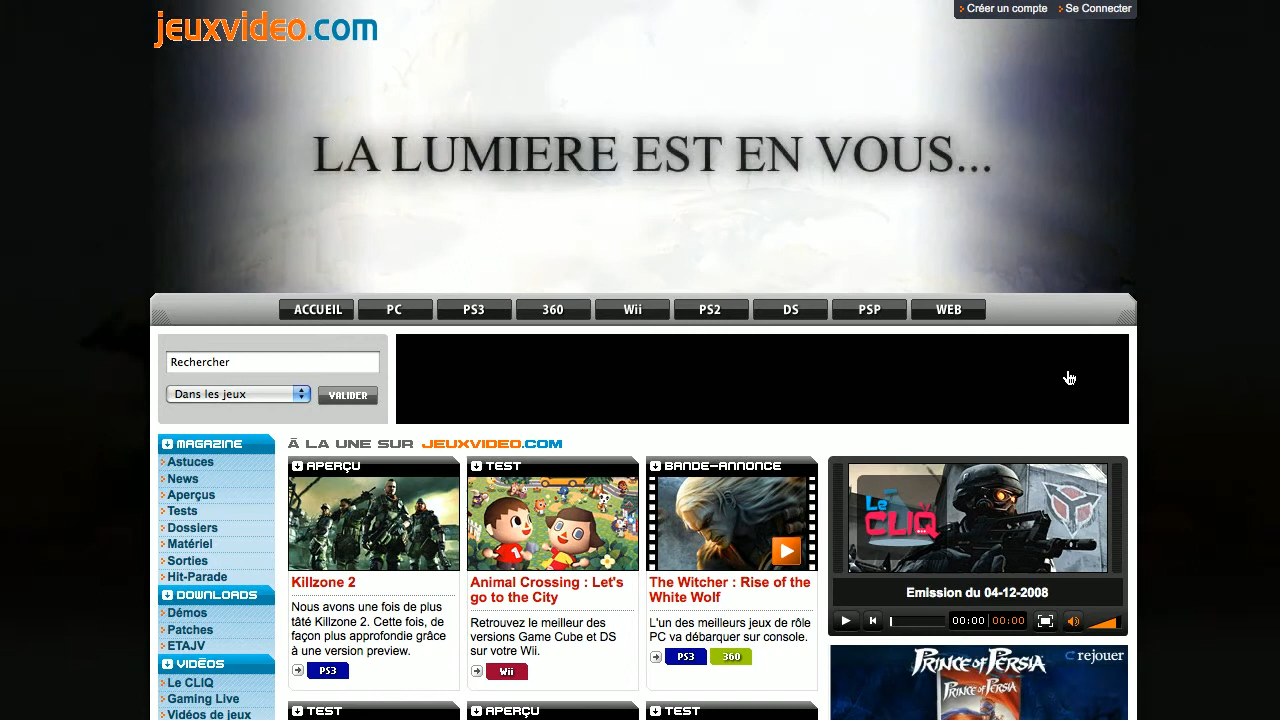 jeuxvideo.com
Créer un compte
Se Connecter
LA LUMIERE EST EN VOUS...
ACCUEIL
PC
PS3
360
Wii
PS2
DS
PSP
WEB
Rechercher
Dans les jeux
VALIDER
MAGAZINE
Astuces
News
Aperçus
Tests
Dossiers
Matériel
Sorties
Hit-Parade
DOWNLOADS
Démos
Patches
ETAJV
VIDÉOS
Le CLIQ
Gaming Live
Vidéos de jeux
À LA UNE SUR JEUXVIDEO.COM
APERÇU
Killzone 2
Nous avons une fois de plus
tâté Killzone 2. Cette fois, de
façon plus approfondie grâce
à une version preview.
PS3
TEST
Animal Crossing : Let's
go to the City
Retrouvez le meilleur des
versions Game Cube et DS
sur votre Wii.
Wii
BANDE-ANNONCE
The Witcher : Rise of the
White Wolf
L'un des meilleurs jeux de rôle
PC va débarquer sur console.
PS3
360
TEST
APERÇU
TEST
Le
CLIQ
Emission du 04-12-2008
00:00
00:00
PRINCE OF PERSIA
rejouer
PRINCE OF PERSIA